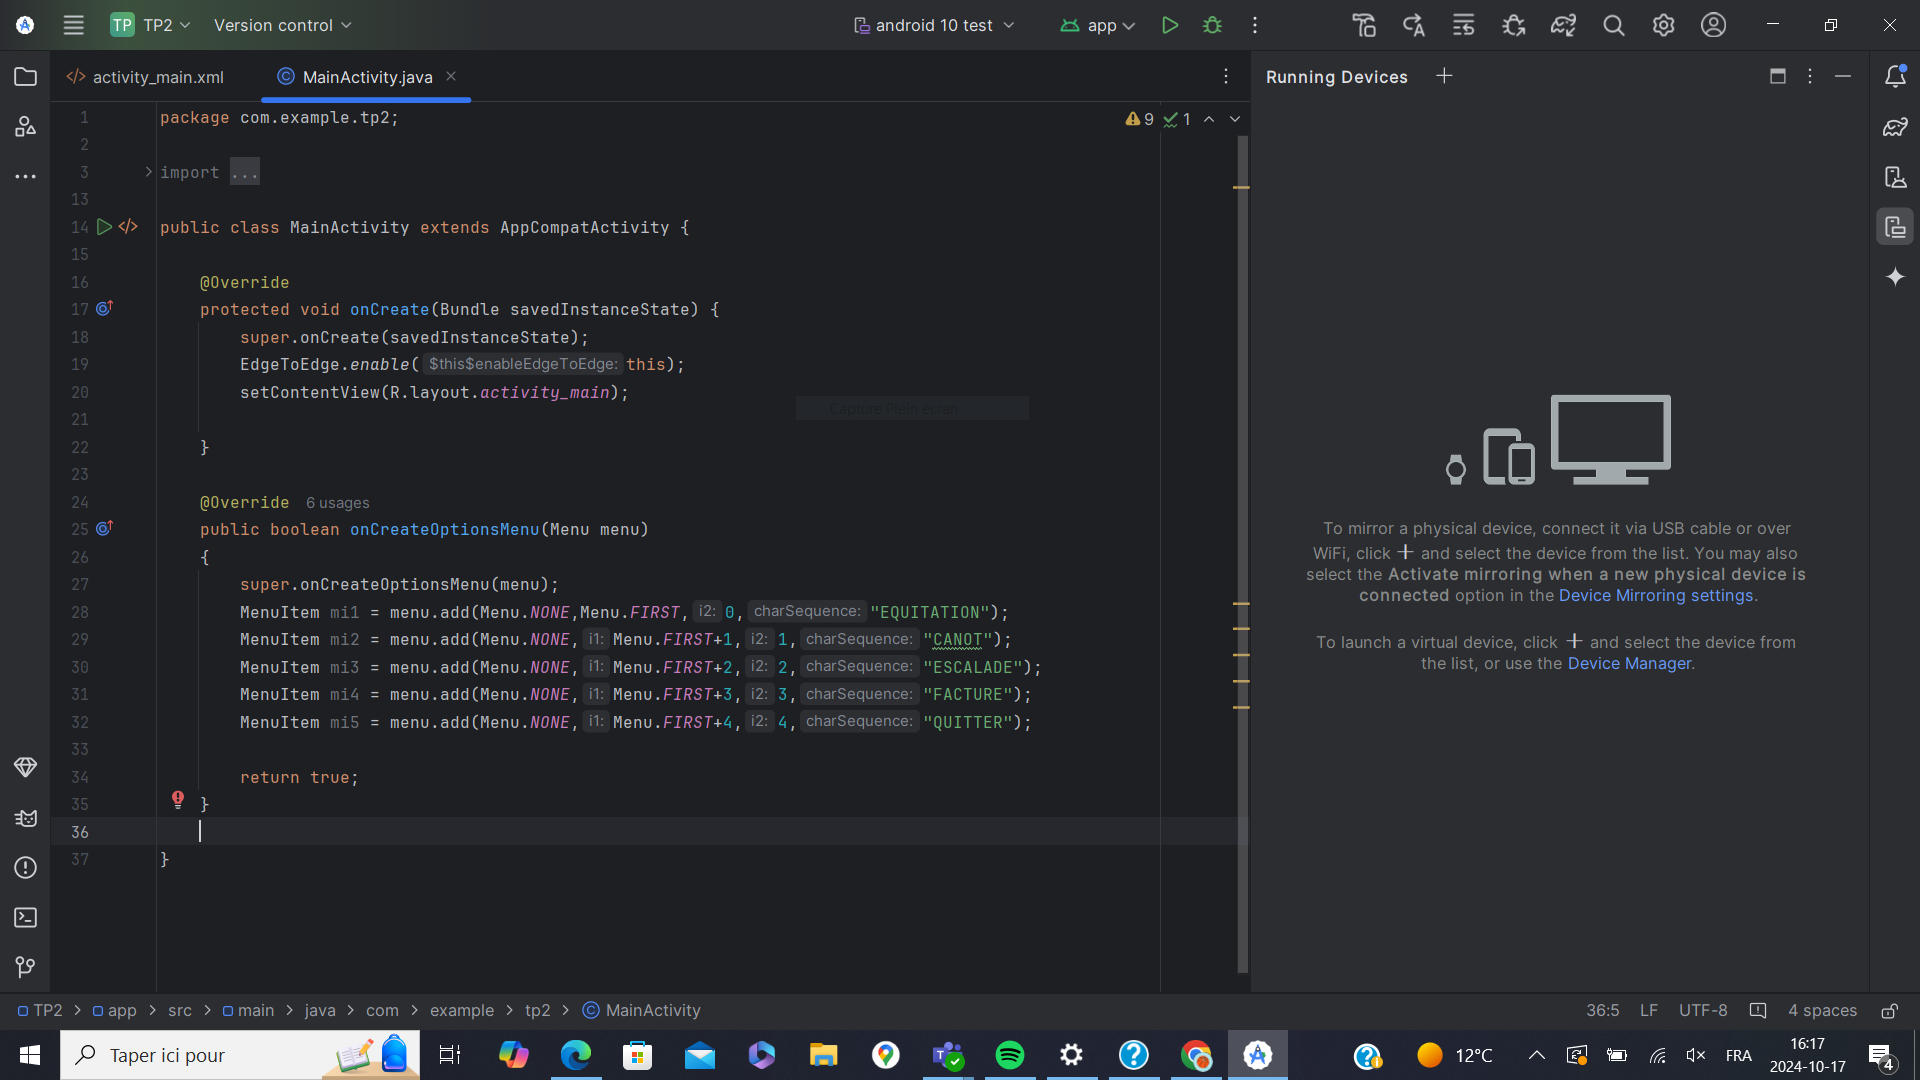 TP TP2 Version control android 10 test app
activity_main.xml MainActivity.java
Running Devices
9 1
1 package com.example.tp2;
2
3 import ...
13
14 public class MainActivity extends AppCompatActivity {
15
16 @Override
17 protected void onCreate(Bundle savedInstanceState) {
18 super.onCreate(savedInstanceState);
19 EdgeToEdge.enable( $this$enableEdgeToEdge: this);
20 setContentView(R.layout.activity_main);
Capture Plein écran
21
22 }
23
24 @Override 6 usages
25 public boolean onCreateOptionsMenu(Menu menu)
26 {
27 super.onCreateOptionsMenu(menu);
28 MenuItem mi1 = menu.add(Menu.NONE,Menu.FIRST, i2: 0, charSequence: "EQUITATION");
29 MenuItem mi2 = menu.add(Menu.NONE, i1: Menu.FIRST+1, i2: 1, charSequence: "CANOT");
30 MenuItem mi3 = menu.add(Menu.NONE, i1: Menu.FIRST+2, i2: 2, charSequence: "ESCALADE");
31 MenuItem mi4 = menu.add(Menu.NONE, i1: Menu.FIRST+3, i2: 3, charSequence: "FACTURE");
32 MenuItem mi5 = menu.add(Menu.NONE, i1: Menu.FIRST+4, i2: 4, charSequence: "QUITTER");
33
34 return true;
35 }
36
37 }
To mirror a physical device, connect it via USB cable or over
WiFi, click + and select the device from the list. You may also
select the Activate mirroring when a new physical device is
connected option in the Device Mirroring settings.
To launch a virtual device, click + and select the device from
the list, or use the Device Manager.
TP2 > app > src > main > java > com > example > tp2 > MainActivity
36:5 LF UTF-8 4 spaces
Taper ici pour
12°C FRA
16:17
2024-10-17
4